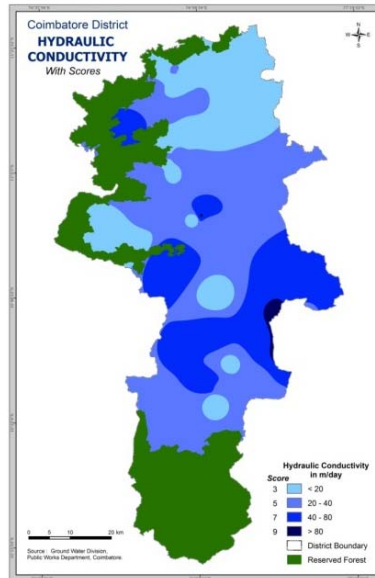 Coimbatore District
HYDRAULIC
CONDUCTIVITY
With Scores
N
W E
S
Hydraulic Conductivity
in m/day
Score
3 < 20
5 20 - 40
7 40 - 80
9 > 80
District Boundary
Reserved Forest
0 5 10 20 km
Source : Ground Water Division,
Public Works Department, Coimbatore.